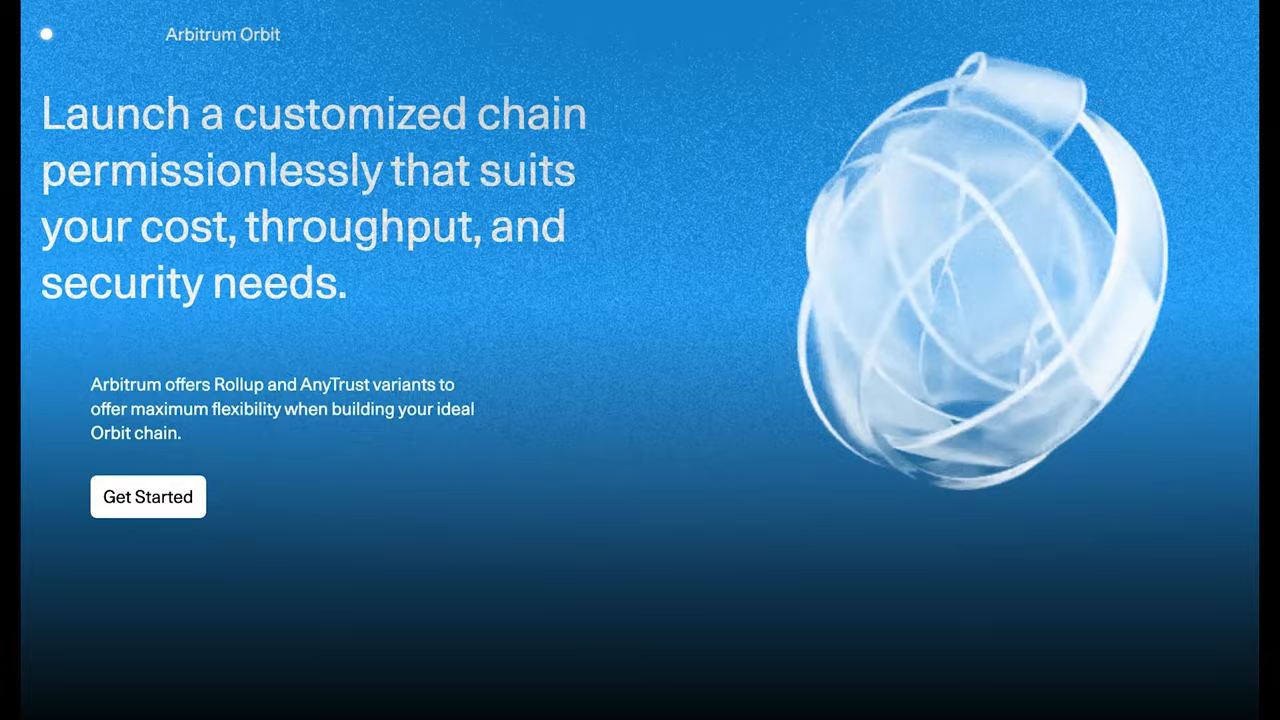 Arbitrum Orbit
Launch a customized chain
permissionlessly that suits
your cost, throughput, and
security needs.
Arbitrum offers Rollup and AnyTrust variants to
offer maximum flexibility when building your ideal
Orbit chain.
Get Started